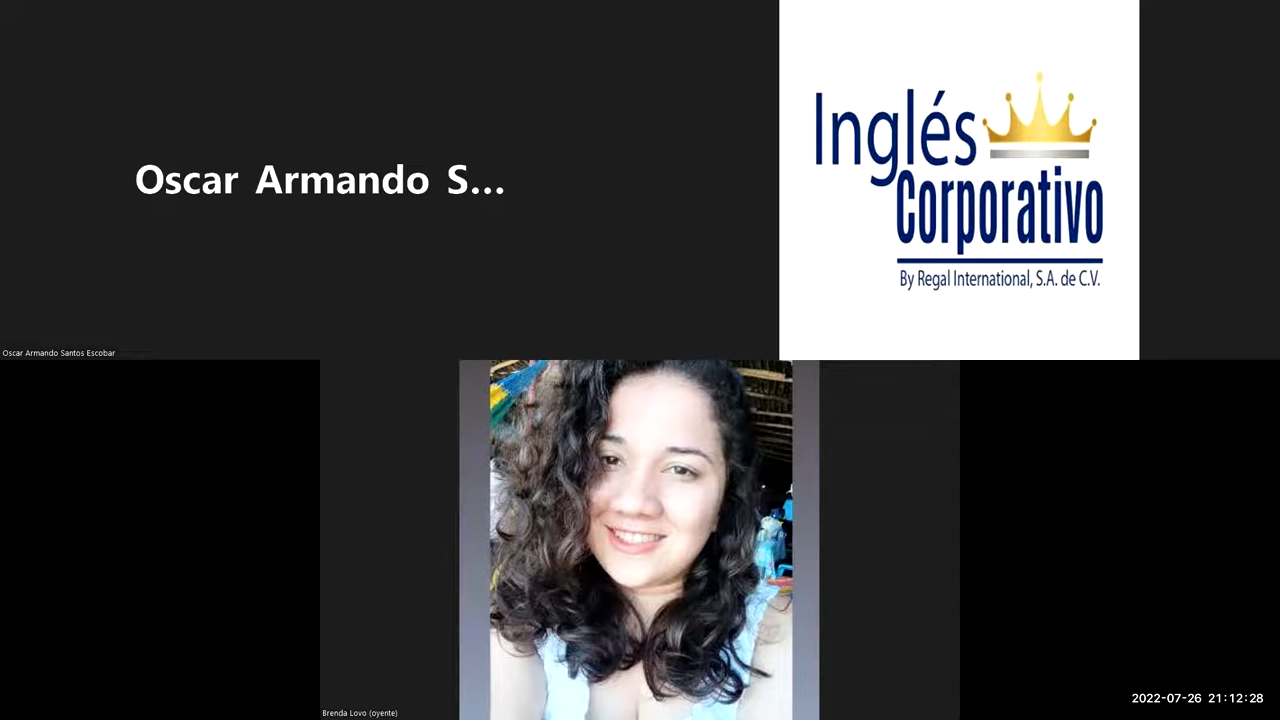 Oscar Armando S...
Oscar Armando Santos Escobar
Inglés
Corporativo
By Regal International, S.A. de C.V.
Brenda Lovo (oyente)
2022-07-26 21:12:28